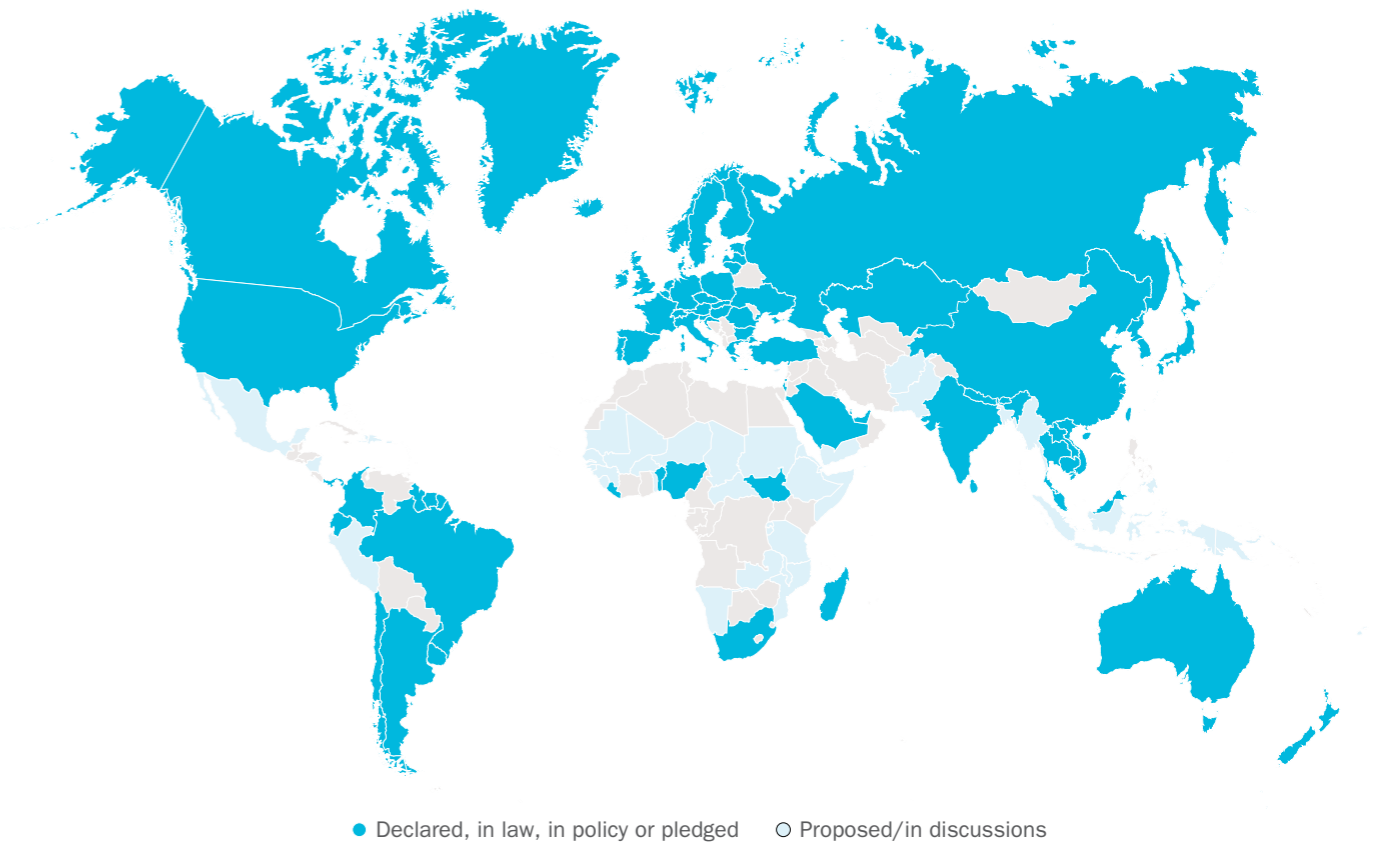 Declared, in law, in policy or pledged
Proposed/in discussions